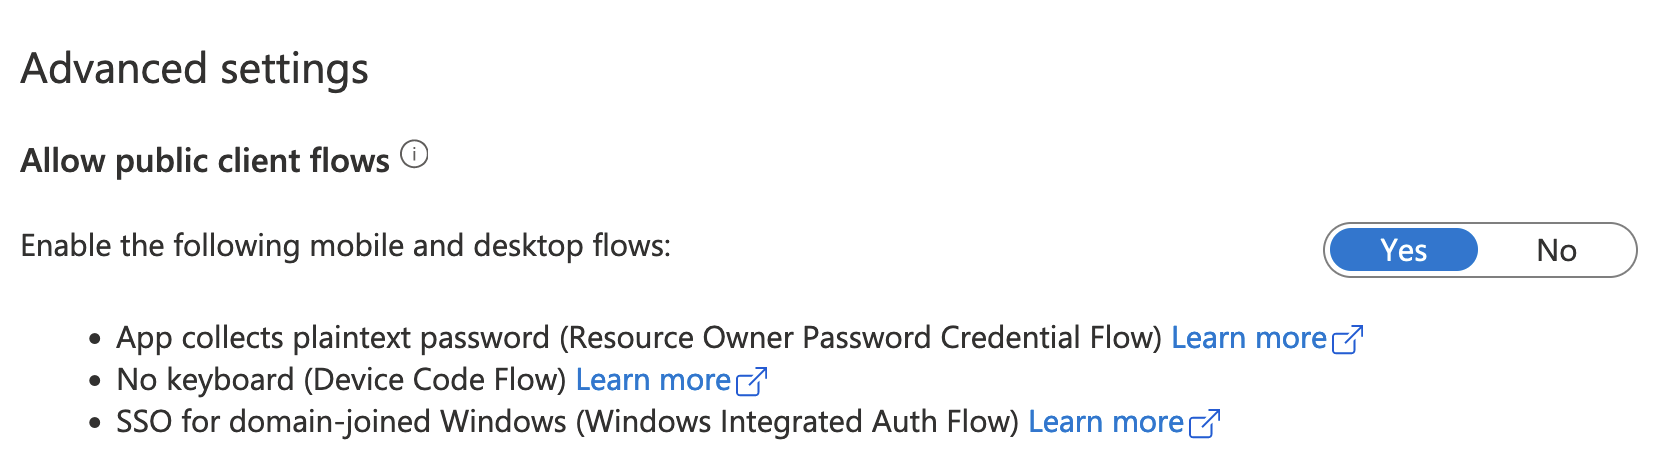 Advanced settings
Allow public client flows
Enable the following mobile and desktop flows:
Yes No
• App collects plaintext password (Resource Owner Password Credential Flow) Learn more
• No keyboard (Device Code Flow) Learn more
• SSO for domain-joined Windows (Windows Integrated Auth Flow) Learn more